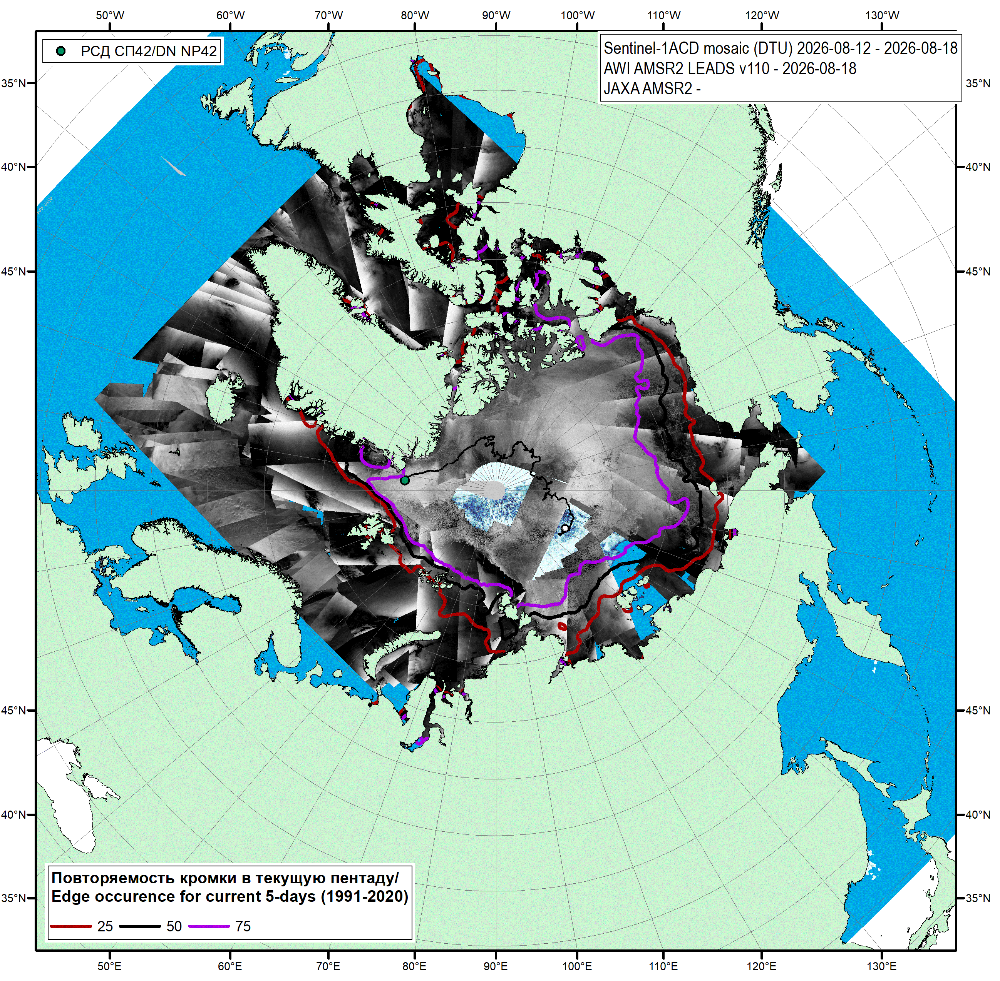 50°W 60°W 70°W 80°W 90°W 100°W 110°W 120°W 130°W
РСД СП42/DN NP42
Sentinel-1ACD mosaic (DTU) 2026-08-12 - 2026-08-18
AWI AMSR2 LEADS v110 - 2026-08-18
JAXA AMSR2 -
35°N 35°N
40°N 40°N
45°N 45°N
45°N 45°N
40°N 40°N
35°N 35°N
Повторяемость кромки в текущую пентаду/
Edge occurence for current 5-days (1991-2020)
25 50 75
50°E 60°E 70°E 80°E 90°E 100°E 110°E 120°E 130°E